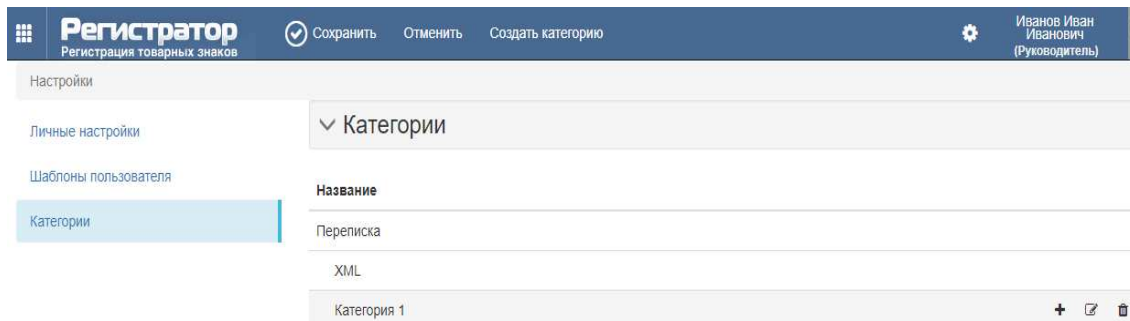 Регистратор
Регистрация товарных знаков
Сохранить Отменить Создать категорию
Иванов Иван
Иванович
(Руководитель)
Настройки
Личные настройки
Шаблоны пользователя
Категории
Категории
Название
Переписка
XML
Категория 1